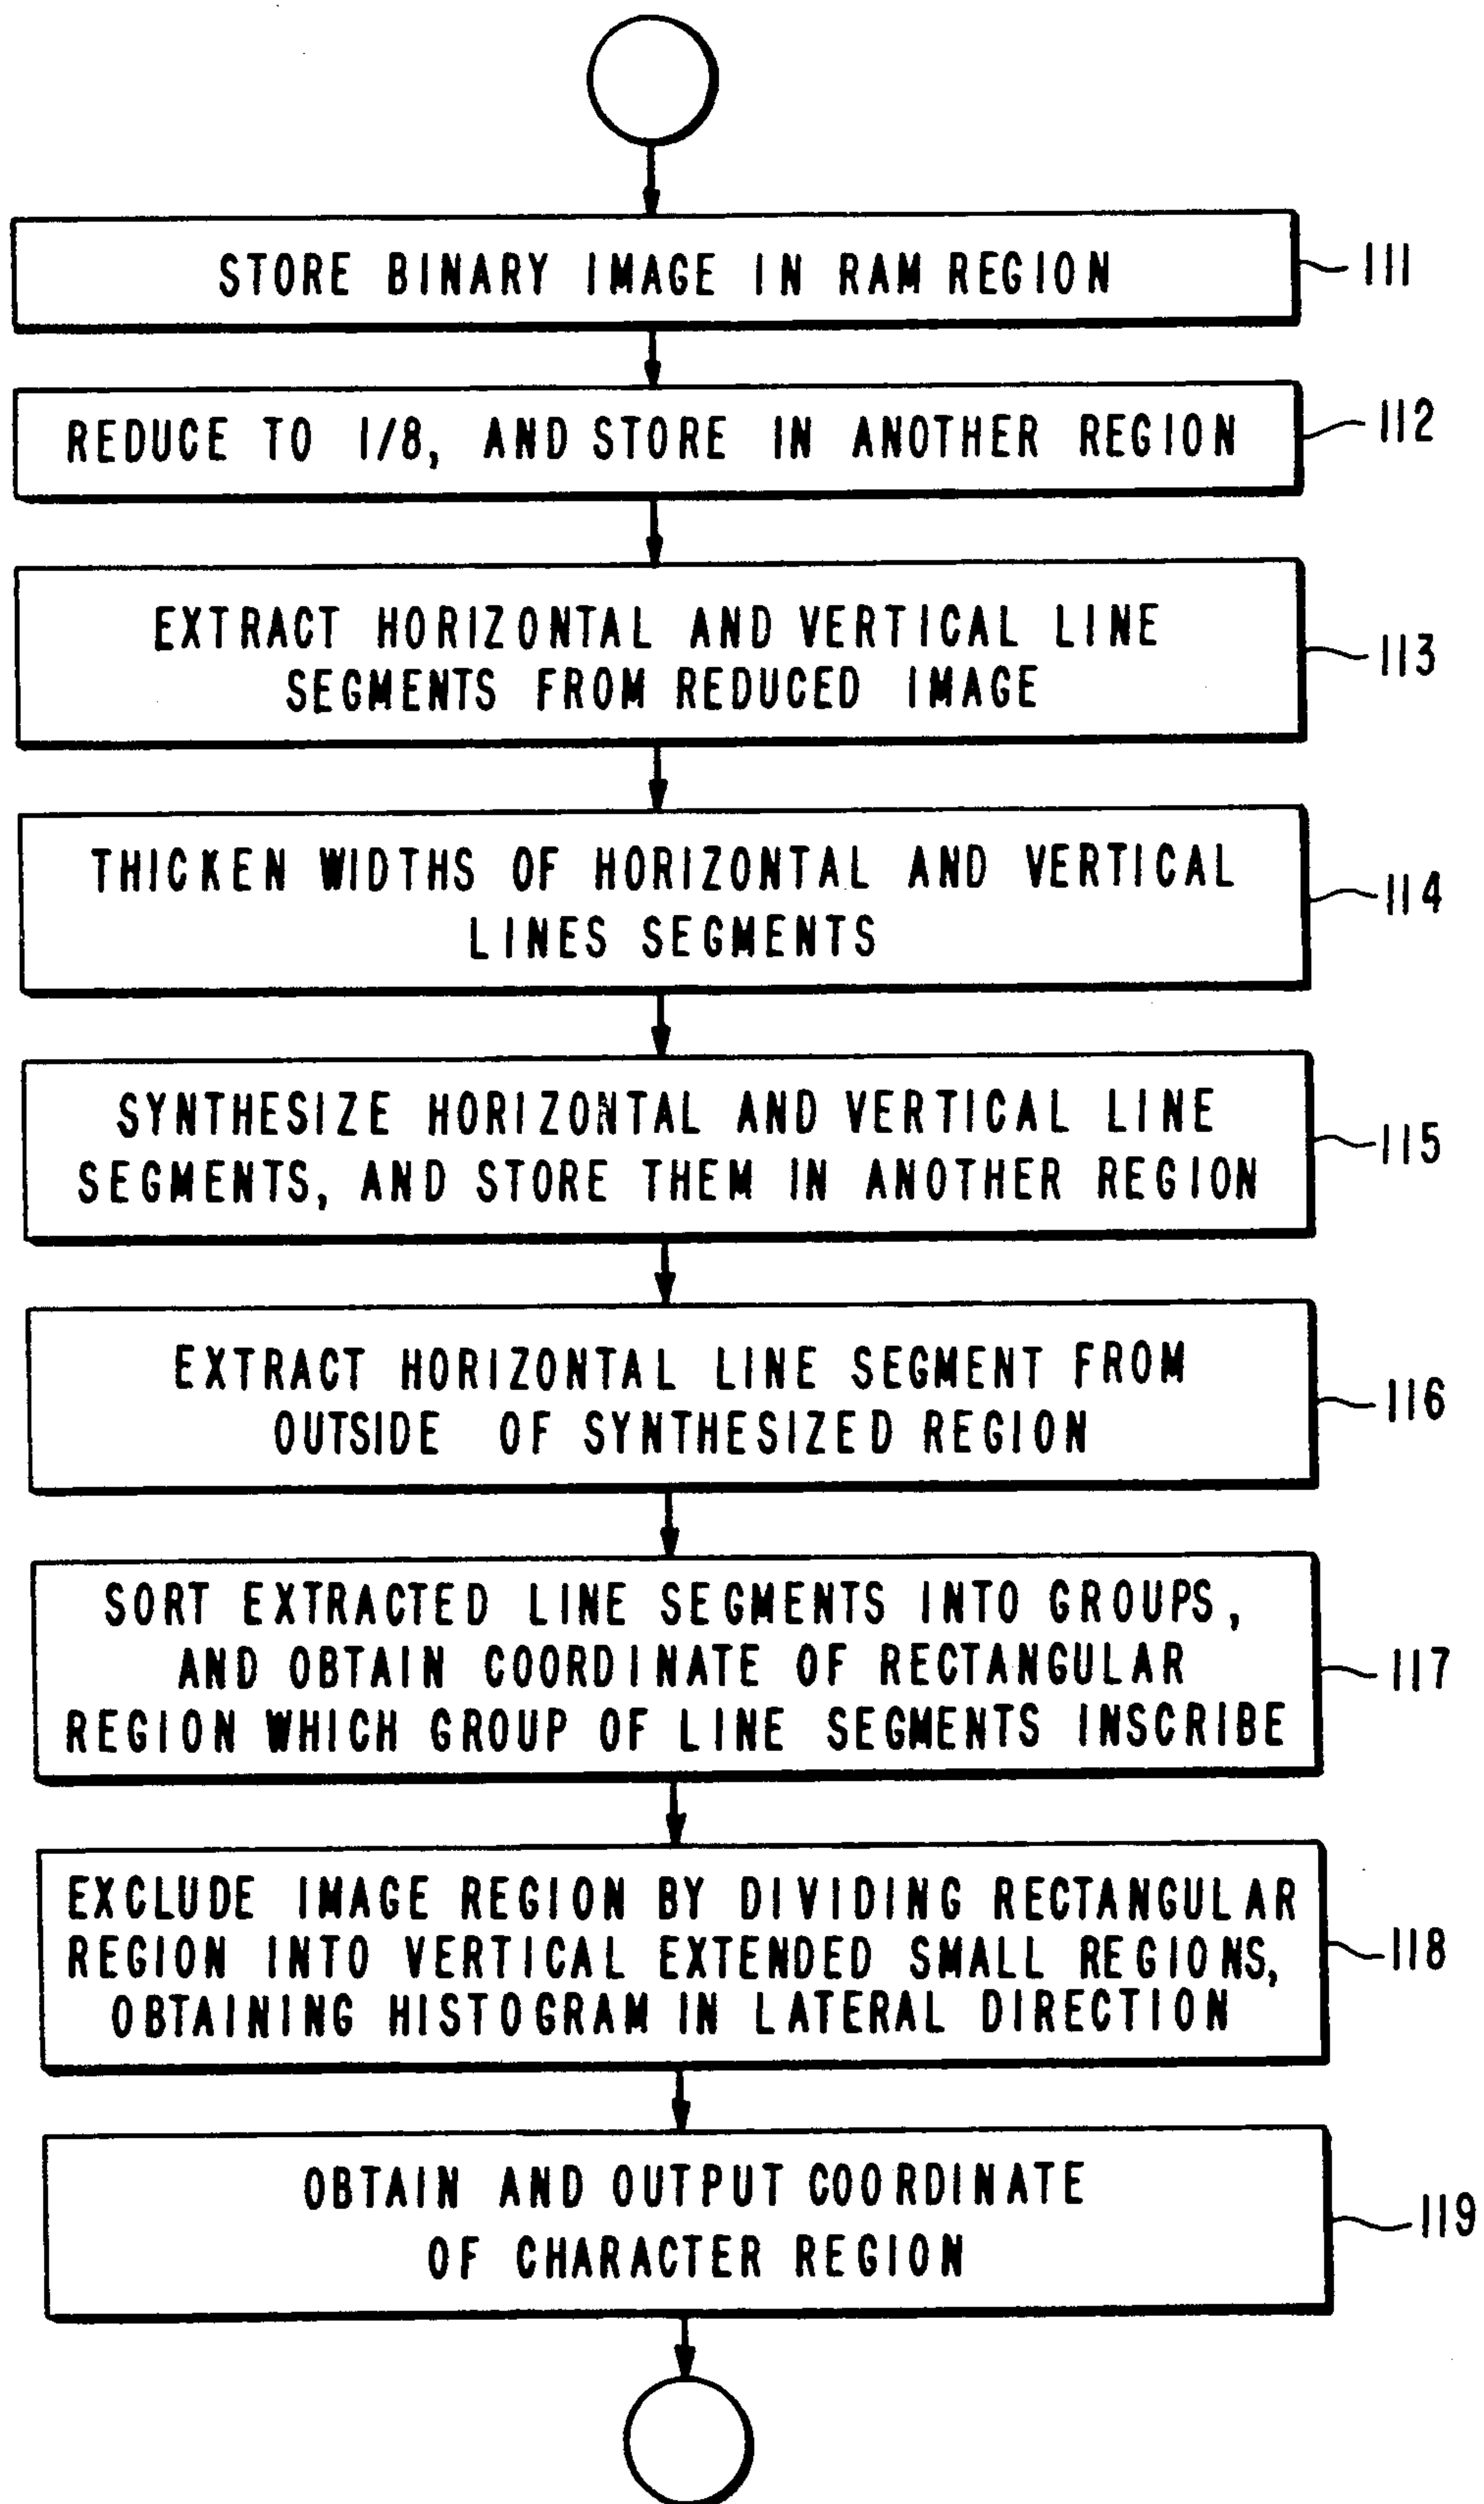 STORE BINARY IMAGE IN RAM REGION
111
REDUCE TO 1/8, AND STORE IN ANOTHER REGION
112
EXTRACT HORIZONTAL AND VERTICAL LINE
SEGMENTS FROM REDUCED IMAGE
113
THICKEN WIDTHS OF HORIZONTAL AND VERTICAL
LINES SEGMENTS
114
SYNTHESIZE HORIZONTAL AND VERTICAL LINE
SEGMENTS, AND STORE THEM IN ANOTHER REGION
115
EXTRACT HORIZONTAL LINE SEGMENT FROM
OUTSIDE OF SYNTHESIZED REGION
116
SORT EXTRACTED LINE SEGMENTS INTO GROUPS,
AND OBTAIN COORDINATE OF RECTANGULAR
REGION WHICH GROUP OF LINE SEGMENTS INSCRIBE
117
EXCLUDE IMAGE REGION BY DIVIDING RECTANGULAR
REGION INTO VERTICAL EXTENDED SMALL REGIONS,
OBTAINING HISTOGRAM IN LATERAL DIRECTION
118
OBTAIN AND OUTPUT COORDINATE
OF CHARACTER REGION
119